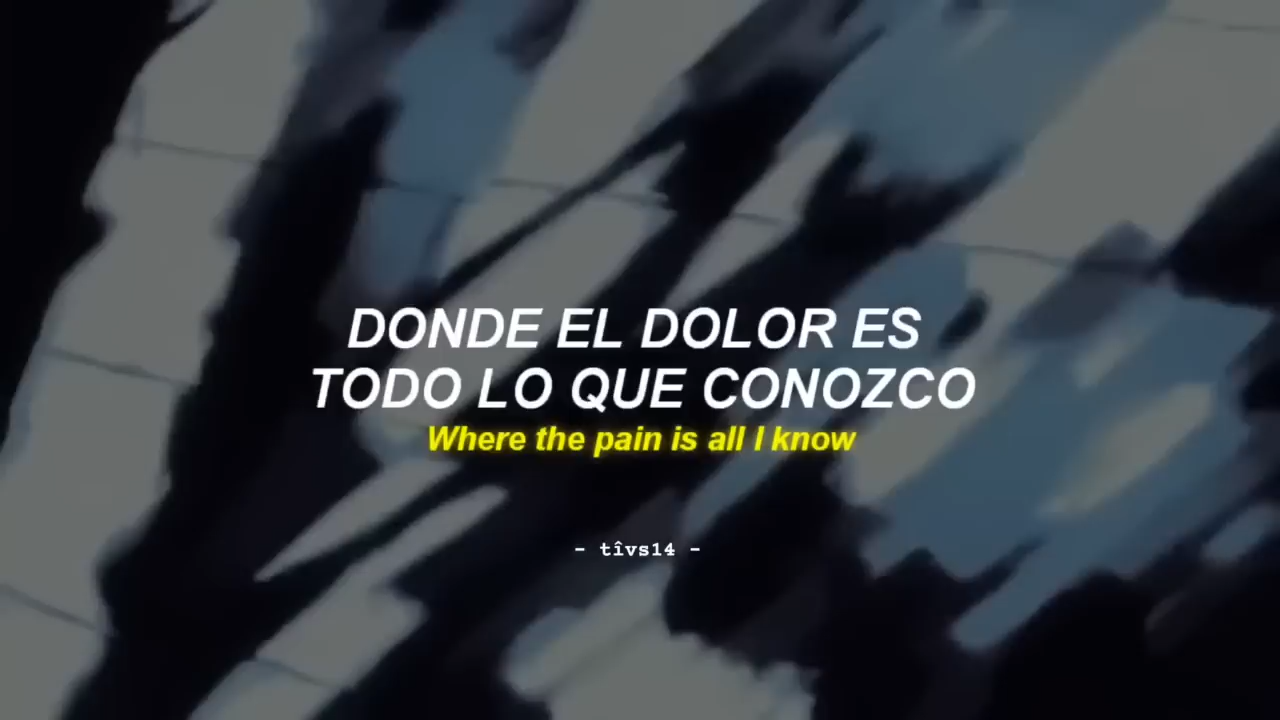 DONDE EL DOLOR ES
TODO LO QUE CONOZCO
Where the pain is all I know
- tîvs14 -